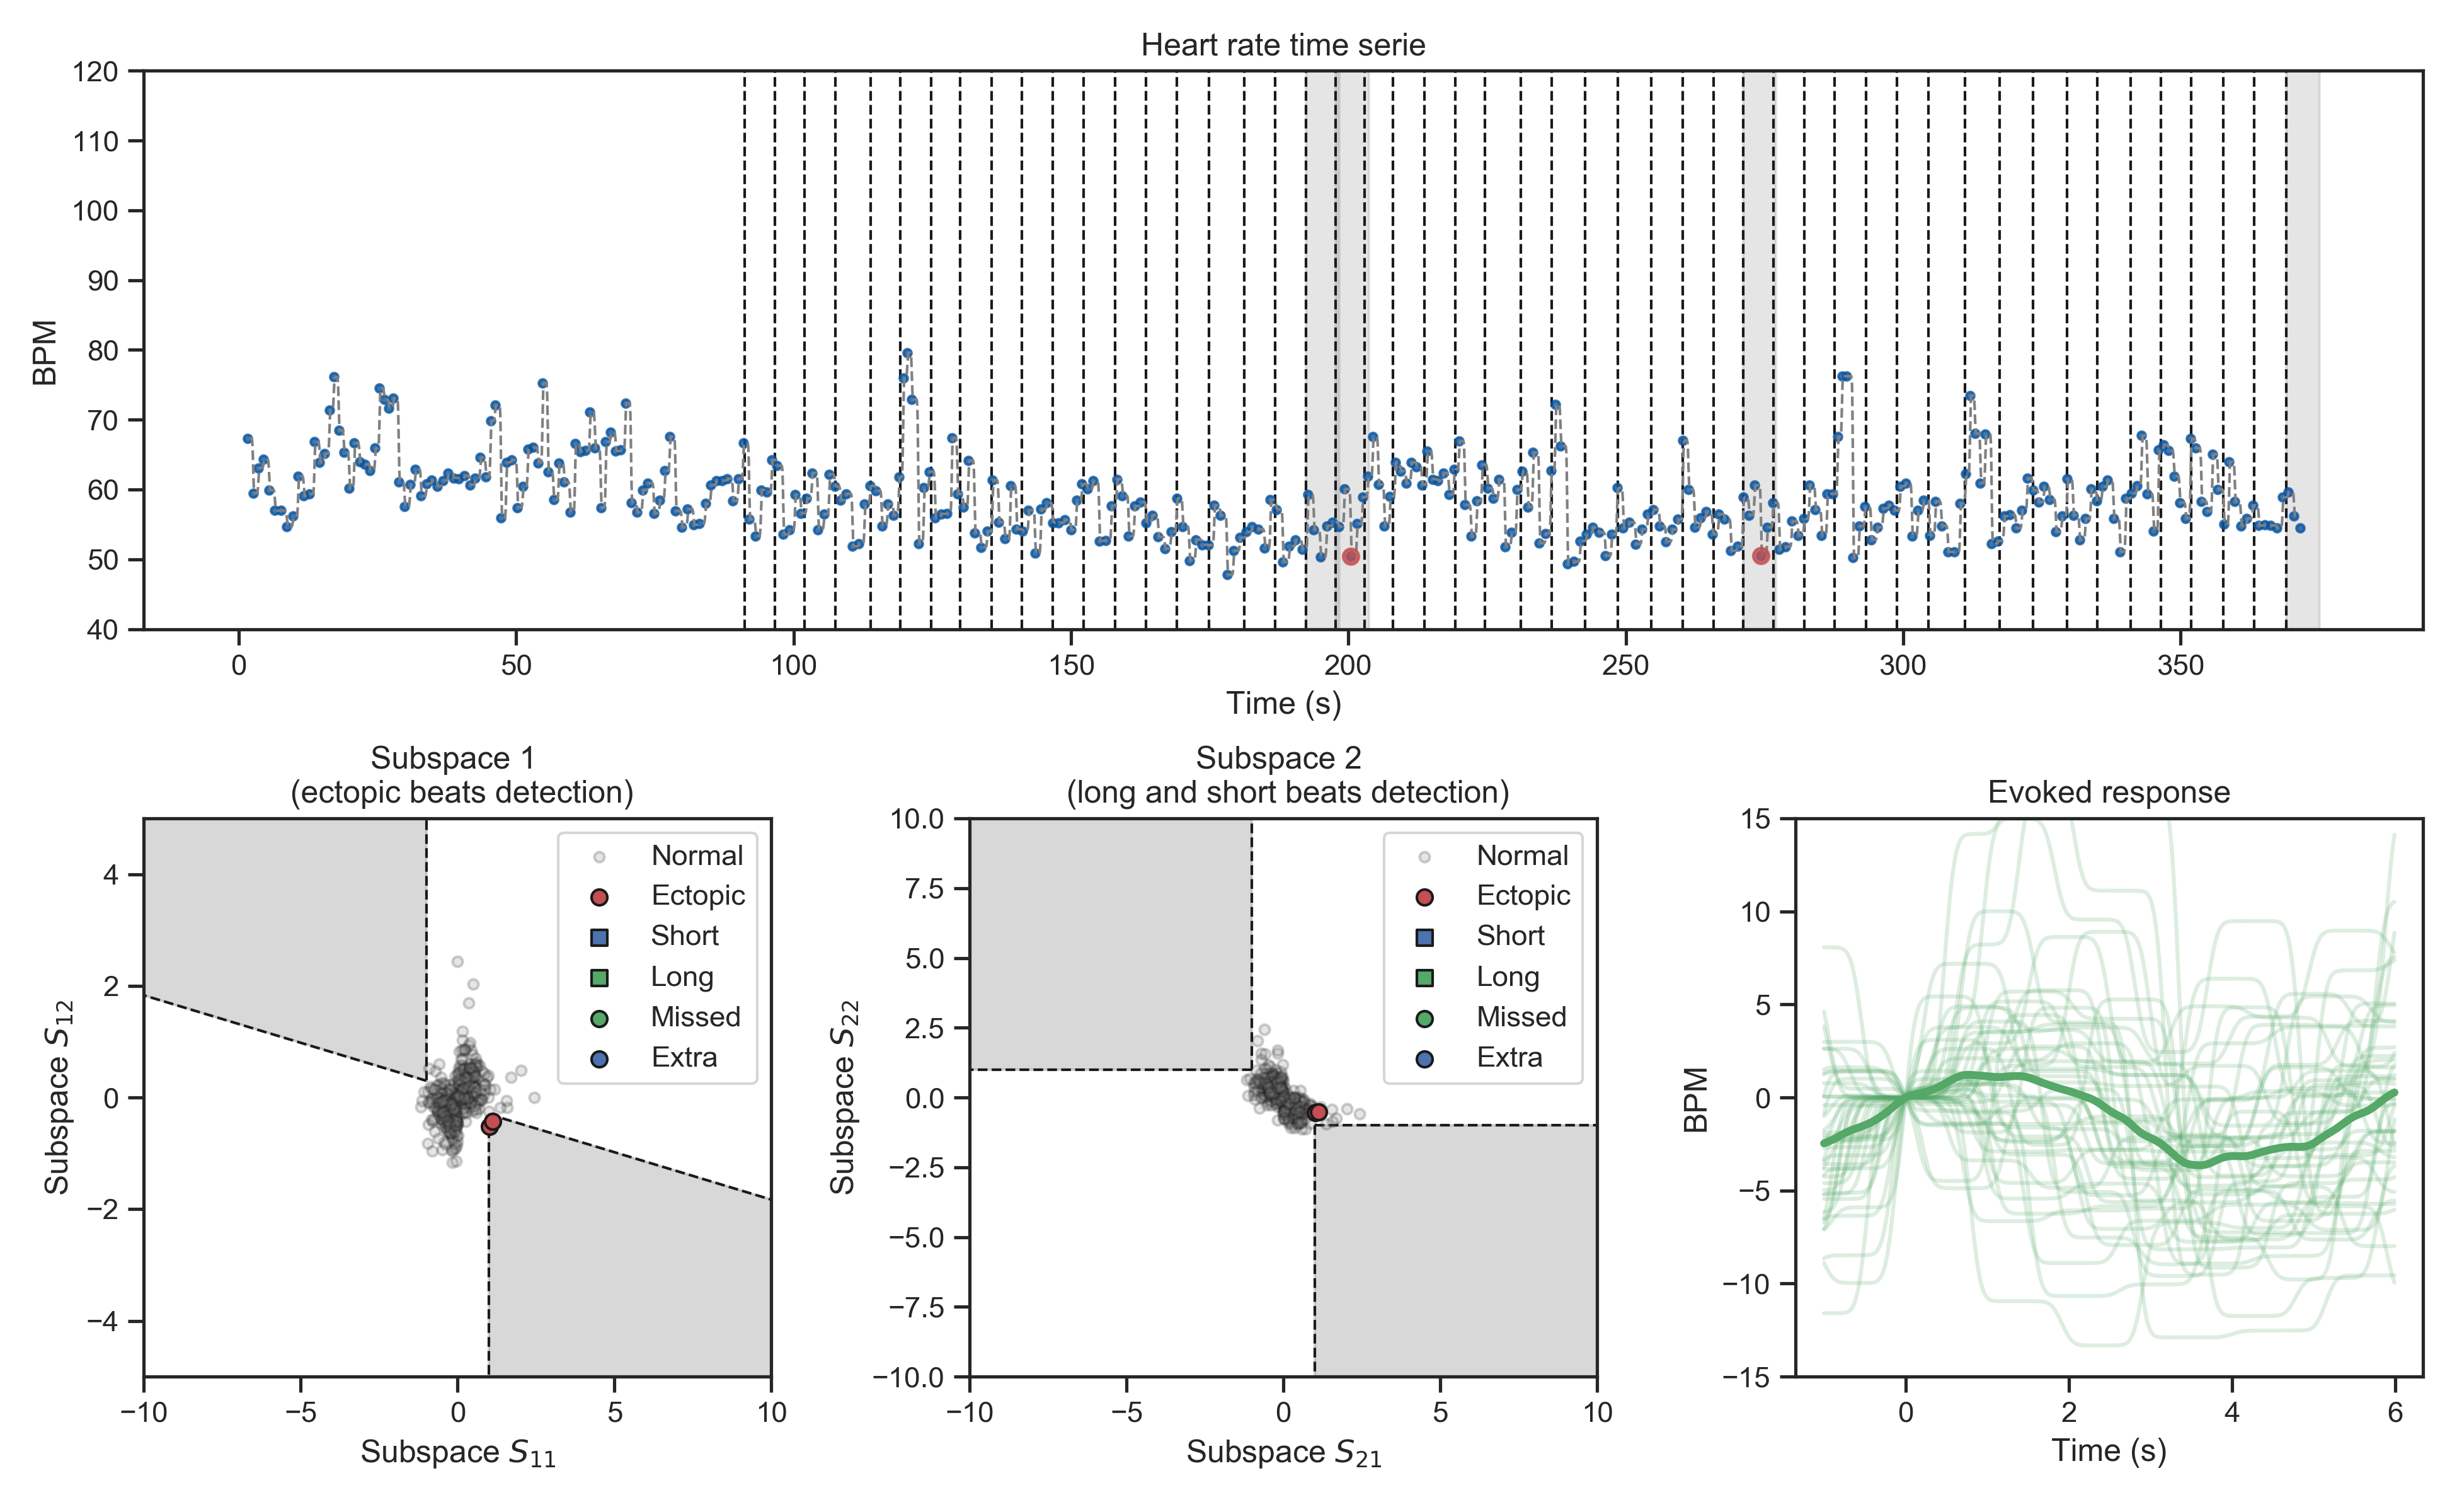 Heart rate time serie
120
110
100
90
80
70
60
50
40
BPM
0 50 100 150 200 250 300 350
Time (s)
Subspace 1
(ectopic beats detection)
4
2
0
−2
−4
Subspace S12
Normal
Ectopic
Short
Long
Missed
Extra
−10 −5 0 5 10
Subspace S11
Subspace 2
(long and short beats detection)
10.0
7.5
5.0
2.5
0.0
−2.5
−5.0
−7.5
−10.0
Subspace S22
Normal
Ectopic
Short
Long
Missed
Extra
−10 −5 0 5 10
Subspace S21
Evoked response
15
10
5
0
−5
−10
−15
BPM
0 2 4 6
Time (s)